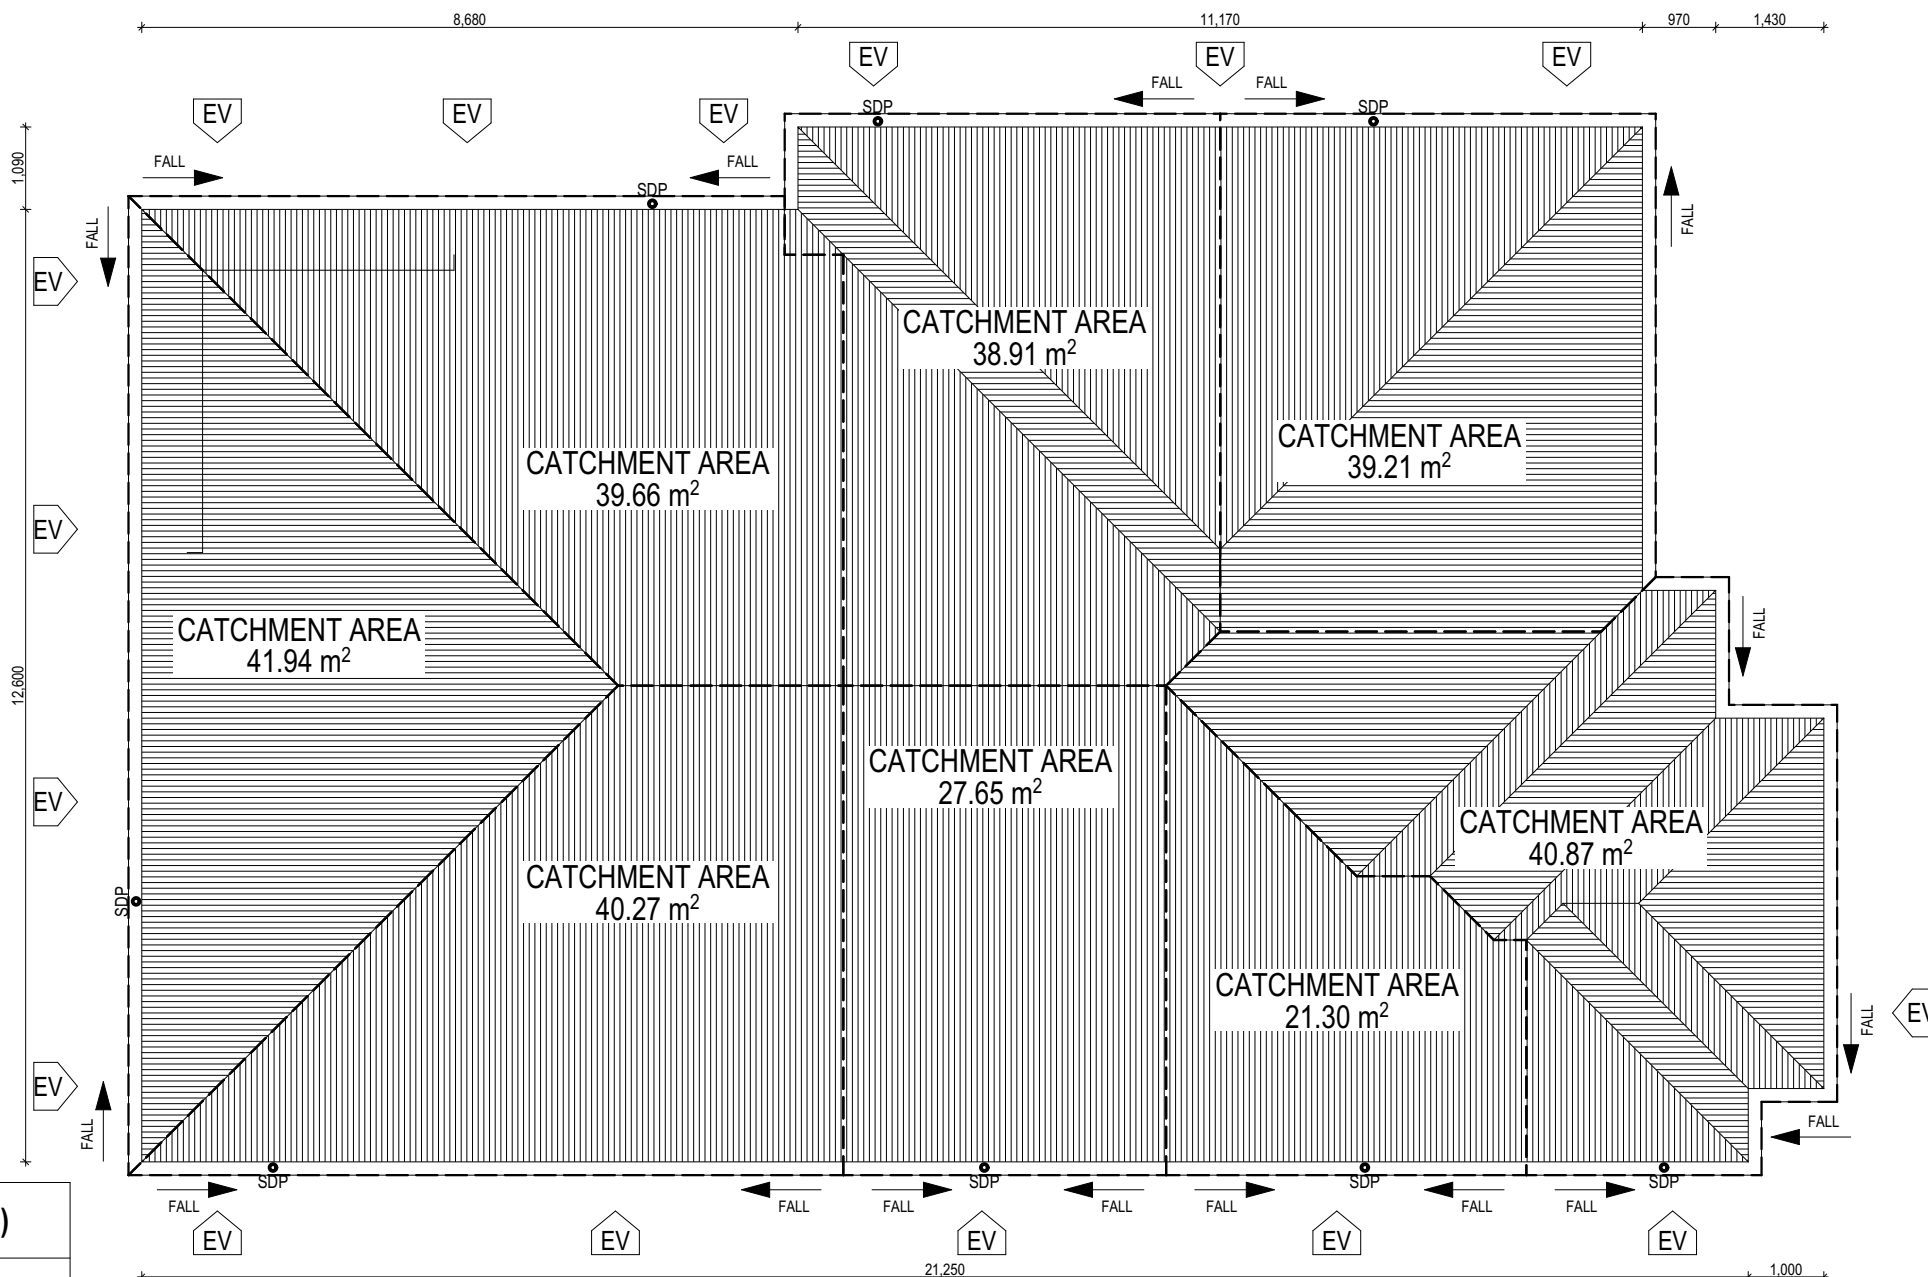 8,680
11,170
970
1,430
EV
EV
EV
FALL
FALL
EV
EV
EV
SDP
SDP
1,090
FALL
FALL
SDP
FALL
FALL
EV
CATCHMENT AREA
38.91 m²
CATCHMENT AREA
39.21 m²
CATCHMENT AREA
39.66 m²
EV
CATCHMENT AREA
41.94 m²
FALL
12,600
CATCHMENT AREA
27.65 m²
EV
CATCHMENT AREA
40.87 m²
CATCHMENT AREA
40.27 m²
SDP
CATCHMENT AREA
21.30 m²
EV
FALL
EV
FALL
FALL
SDP
SDP
SDP
SDP
FALL
FALL
FALL
FALL
FALL
FALL
FALL
)
EV
EV
EV
EV
EV
21,250
1,000